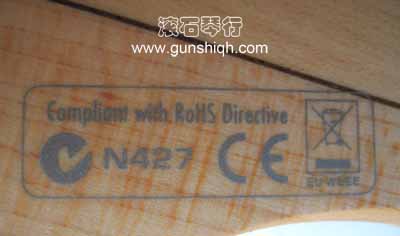 滚石琴行
www.gunshiqh.com
Compliant with RoHS Directive
N427 CE
EU WEEE